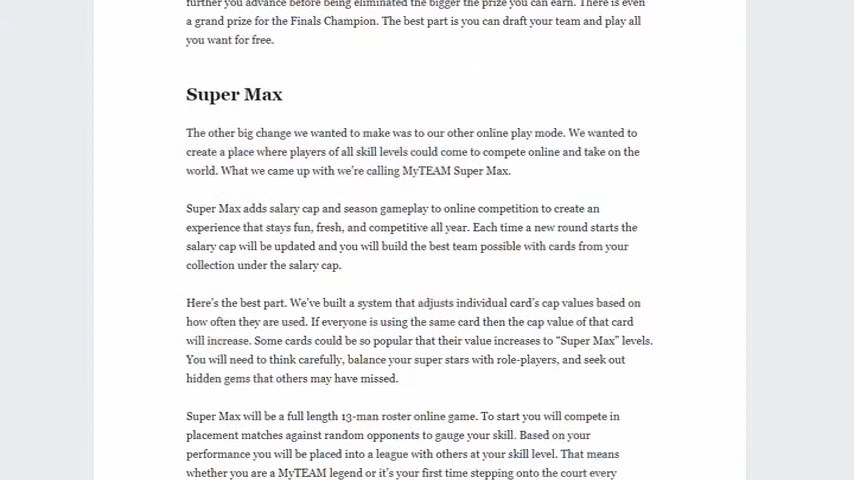 further you advance before being eliminated the bigger the prize you can earn. There is even
a grand prize for the Finals Champion. The best part is you can draft your team and play all
you want for free.
Super Max
The other big change we wanted to make was to our other online play mode. We wanted to
create a place where players of all skill levels could come to compete online and take on the
world. What we came up with we’re calling MyTEAM Super Max.
Super Max adds salary cap and season gameplay to online competition to create an
experience that stays fun, fresh, and competitive all year. Each time a new round starts the
salary cap will be updated and you will build the best team possible with cards from your
collection under the salary cap.
Here’s the best part. We’ve built a system that adjusts individual card’s cap values based on
how often they are used. If everyone is using the same card then the cap value of that card
will increase. Some cards could be so popular that their value increases to “Super Max” levels.
You will need to think carefully, balance your super stars with role-players, and seek out
hidden gems that others may have missed.
Super Max will be a full length 13-man roster online game. To start you will compete in
placement matches against random opponents to gauge your skill. Based on your
performance you will be placed into a league with others at your skill level. That means
whether you are a MyTEAM legend or it’s your first time stepping onto the court every